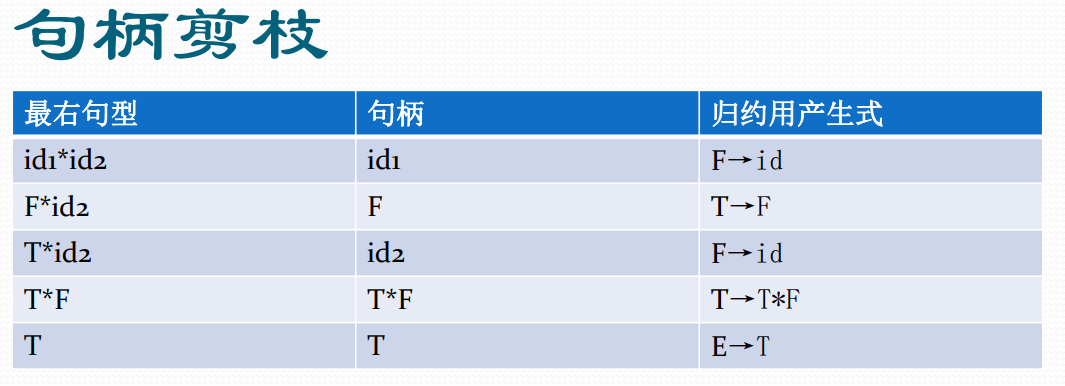 句柄剪枝
最右句型 句柄 归约用产生式
id1*id2 id1 F→id
F*id2 F T→F
T*id2 id2 F→id
T*F T*F T→T*F
T T E→T